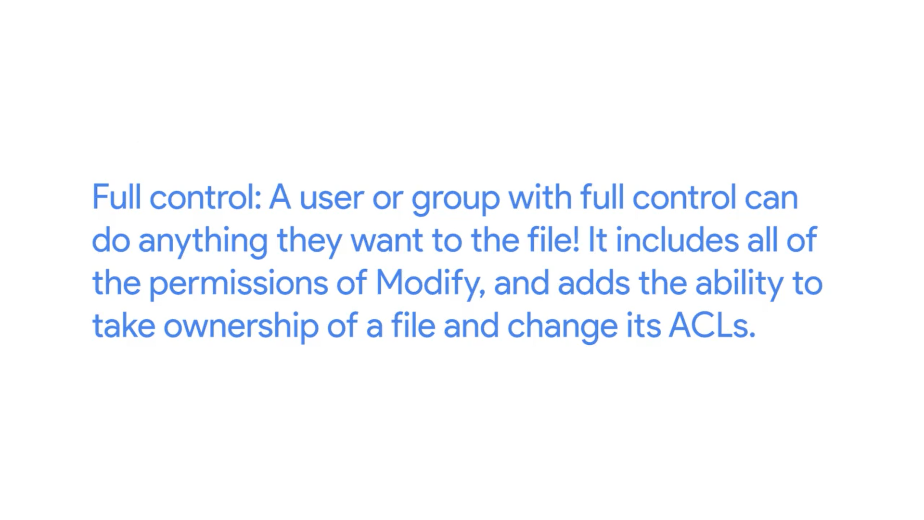 Full control: A user or group with full control can
do anything they want to the file! It includes all of
the permissions of Modify, and adds the ability to
take ownership of a file and change its ACLs.